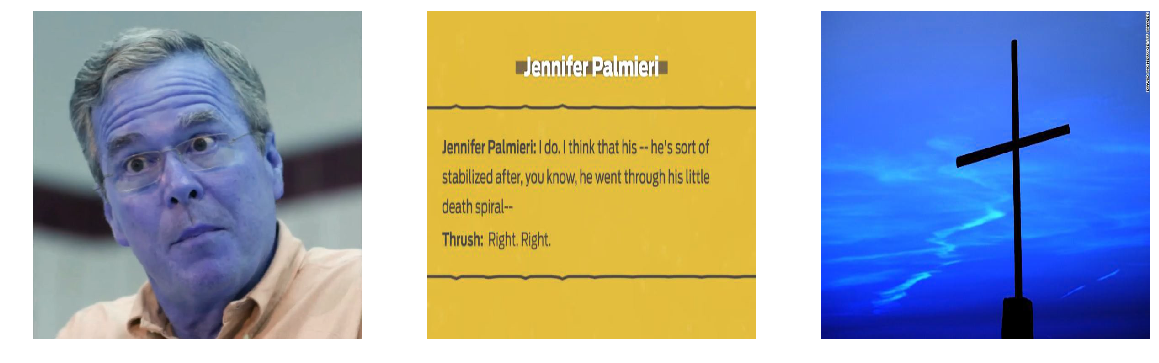 Jennifer Palmieri
Jennifer Palmieri: I do. I think that his -- he's sort of
stabilized after, you know, he went through his little
death spiral--
Thrush: Right. Right.